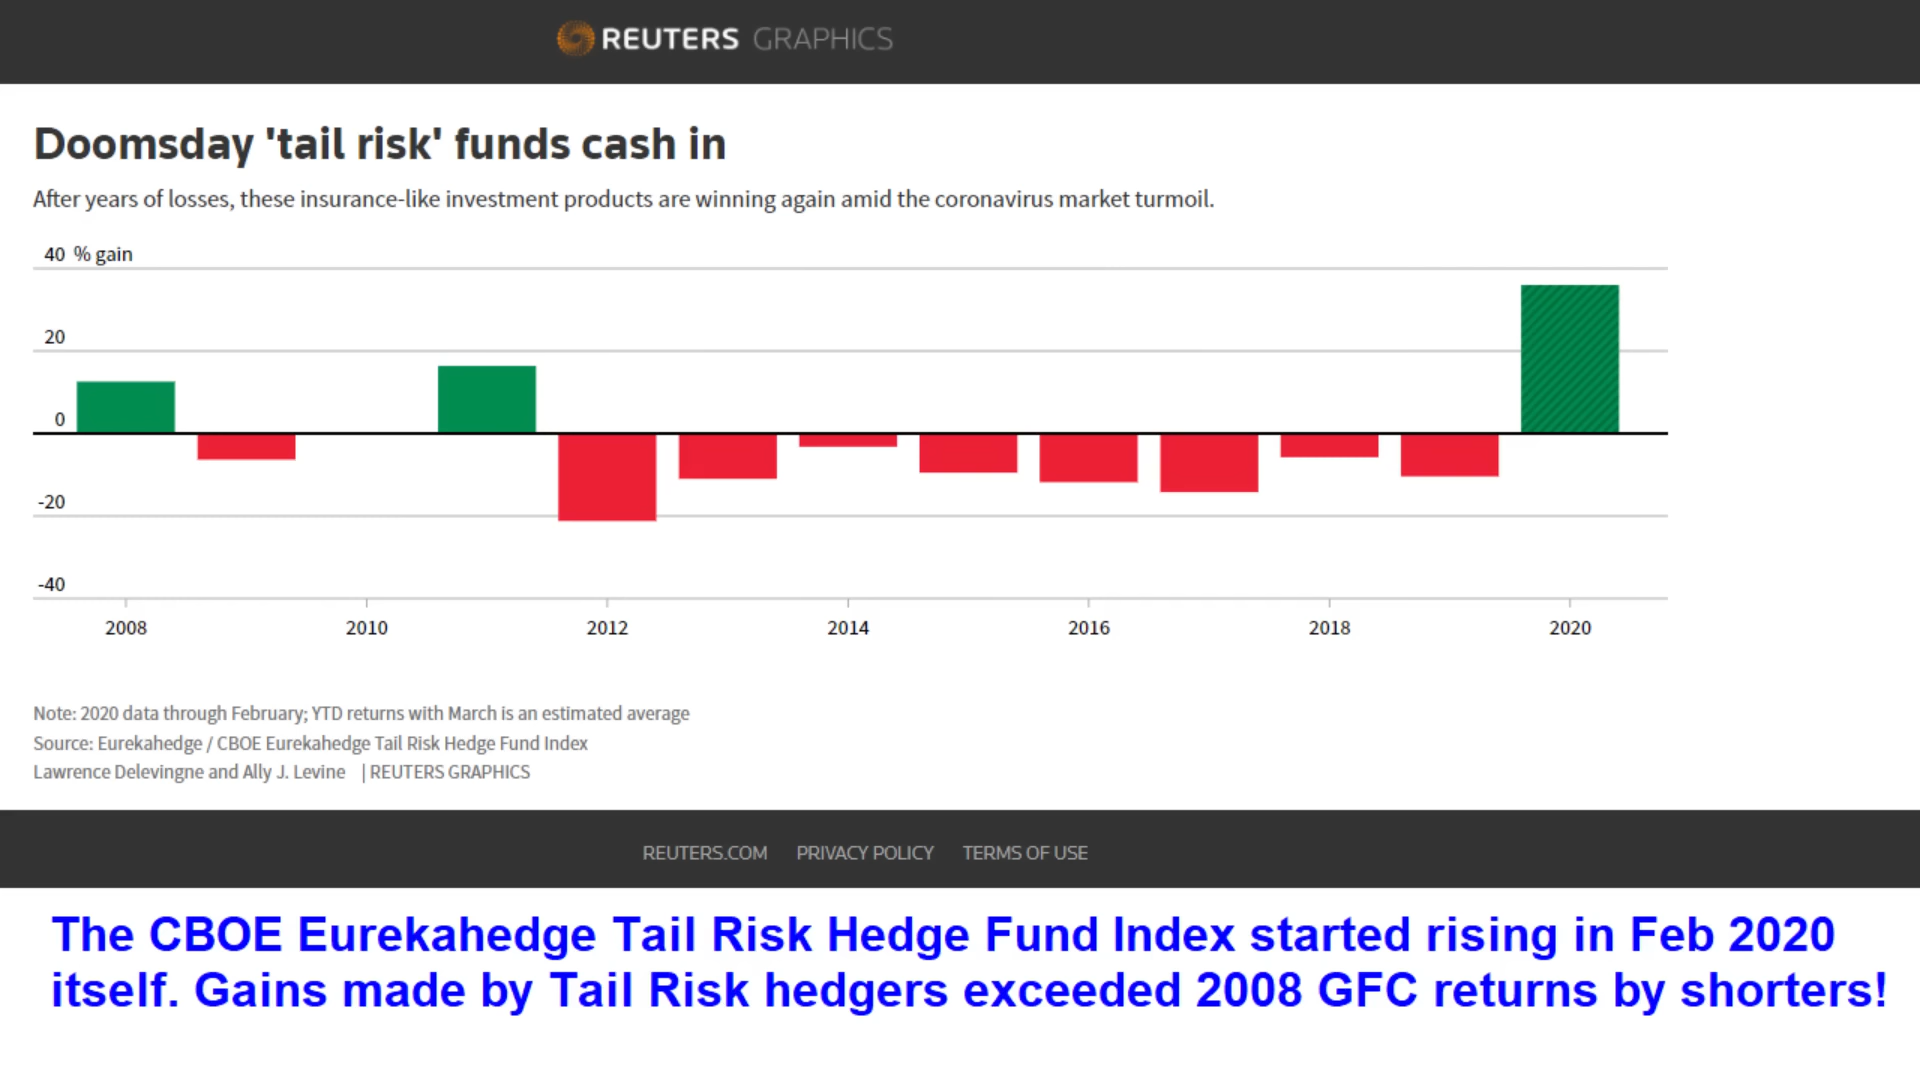 REUTERS GRAPHICS
Doomsday 'tail risk' funds cash in
After years of losses, these insurance-like investment products are winning again amid the coronavirus market turmoil.
40 % gain
20
0
-20
-40
2008 2010 2012 2014 2016 2018 2020
Note: 2020 data through February; YTD returns with March is an estimated average
Source: Eurekahedge / CBOE Eurekahedge Tail Risk Hedge Fund Index
Lawrence Delevingne and Ally J. Levine | REUTERS GRAPHICS
REUTERS.COM PRIVACY POLICY TERMS OF USE
The CBOE Eurekahedge Tail Risk Hedge Fund Index started rising in Feb 2020
itself. Gains made by Tail Risk hedgers exceeded 2008 GFC returns by shorters!